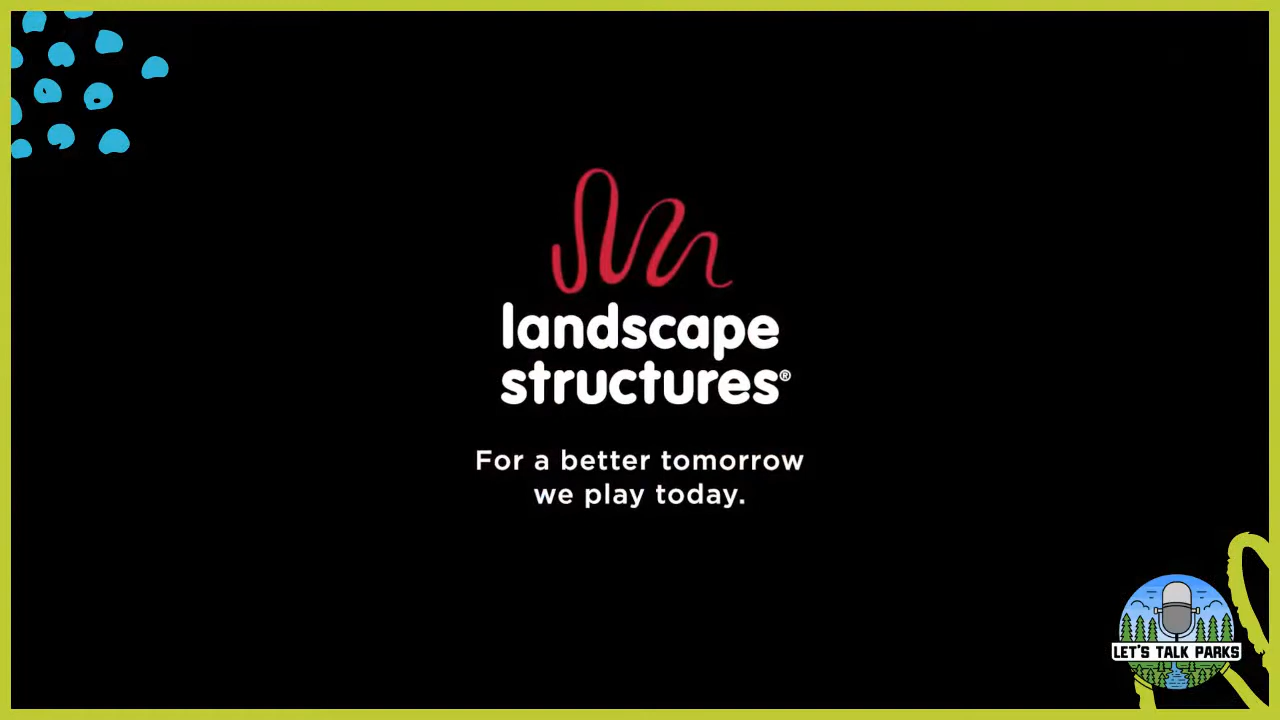 landscape
structures®
For a better tomorrow
we play today.
LET'S TALK PARKS